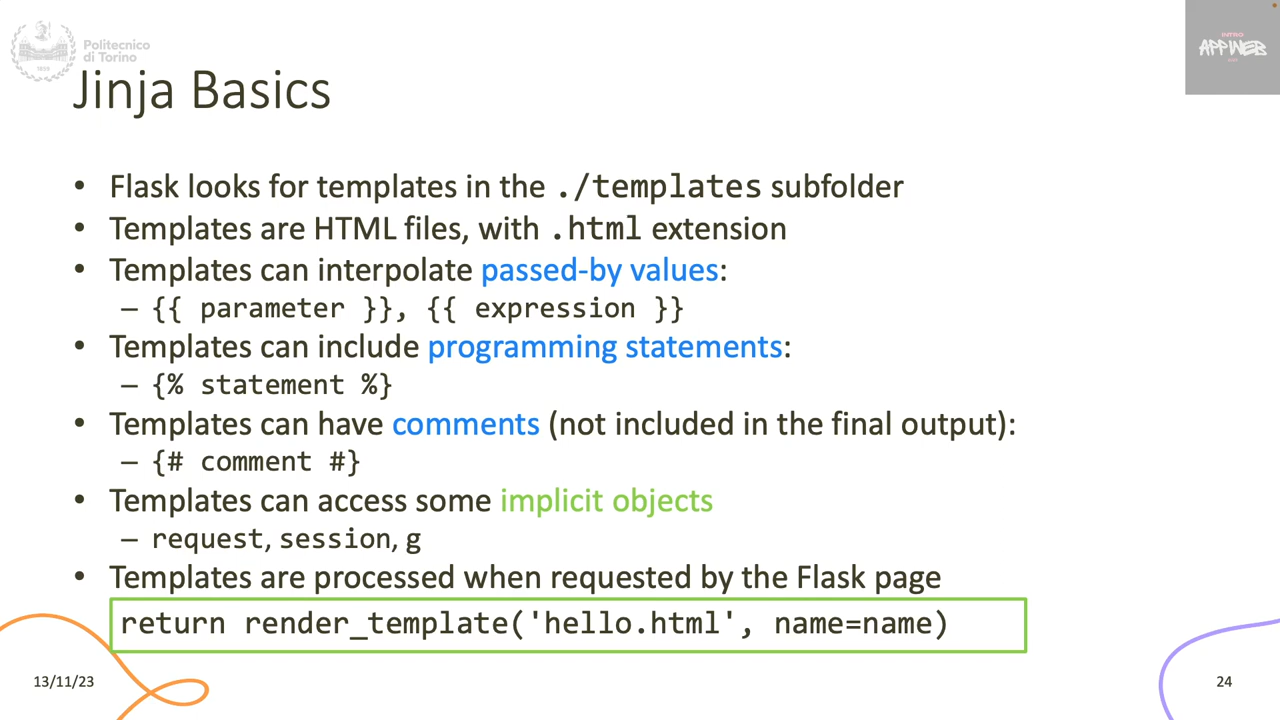 Politecnico
di Torino
1859
INTRO
APPWEB
Jinja Basics
• Flask looks for templates in the ./templates subfolder
• Templates are HTML files, with .html extension
• Templates can interpolate passed-by values:
– {{ parameter }}, {{ expression }}
• Templates can include programming statements:
– {% statement %}
• Templates can have comments (not included in the final output):
– {# comment #}
• Templates can access some implicit objects
– request, session, g
• Templates are processed when requested by the Flask page
return render_template('hello.html', name=name)
13/11/23
24